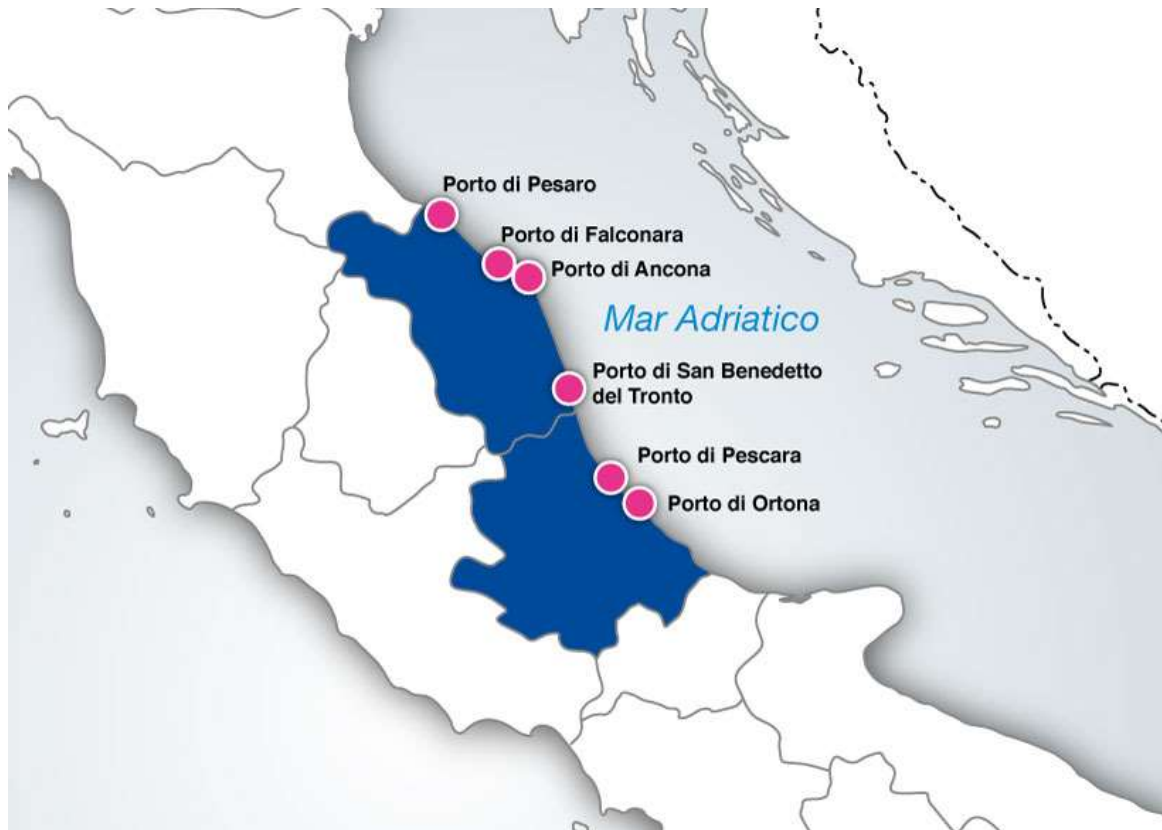 Porto di Pesaro
Porto di Falconara
Porto di Ancona
Mar Adriatico
Porto di San Benedetto
del Tronto
Porto di Pescara
Porto di Ortona